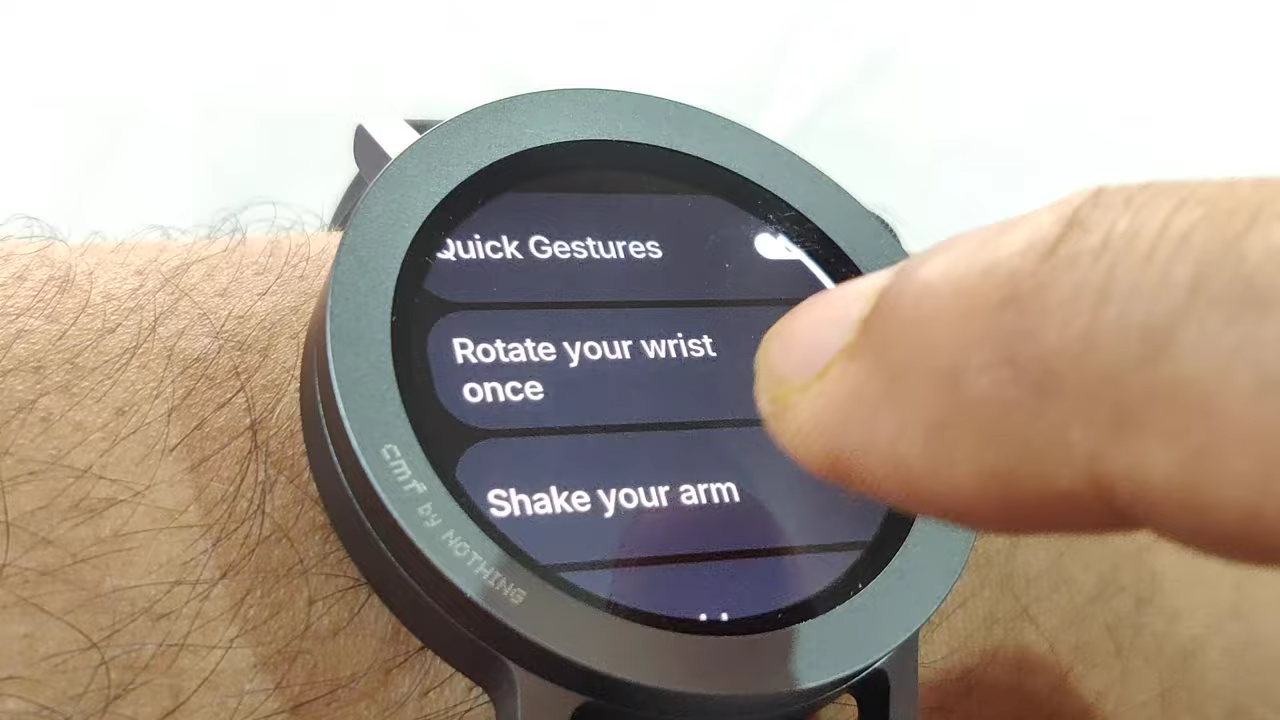 Quick Gestures
Rotate your wrist
once
Shake your arm
cmf by NOTHING